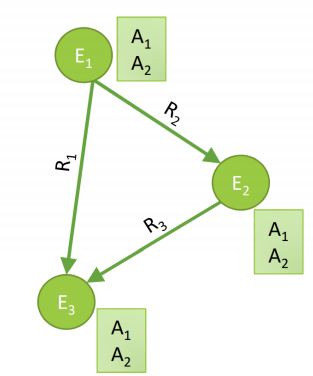 E₁
A₁
A₂
R₂
R₁
E₂
R₃
A₁
A₂
E₃
A₁
A₂